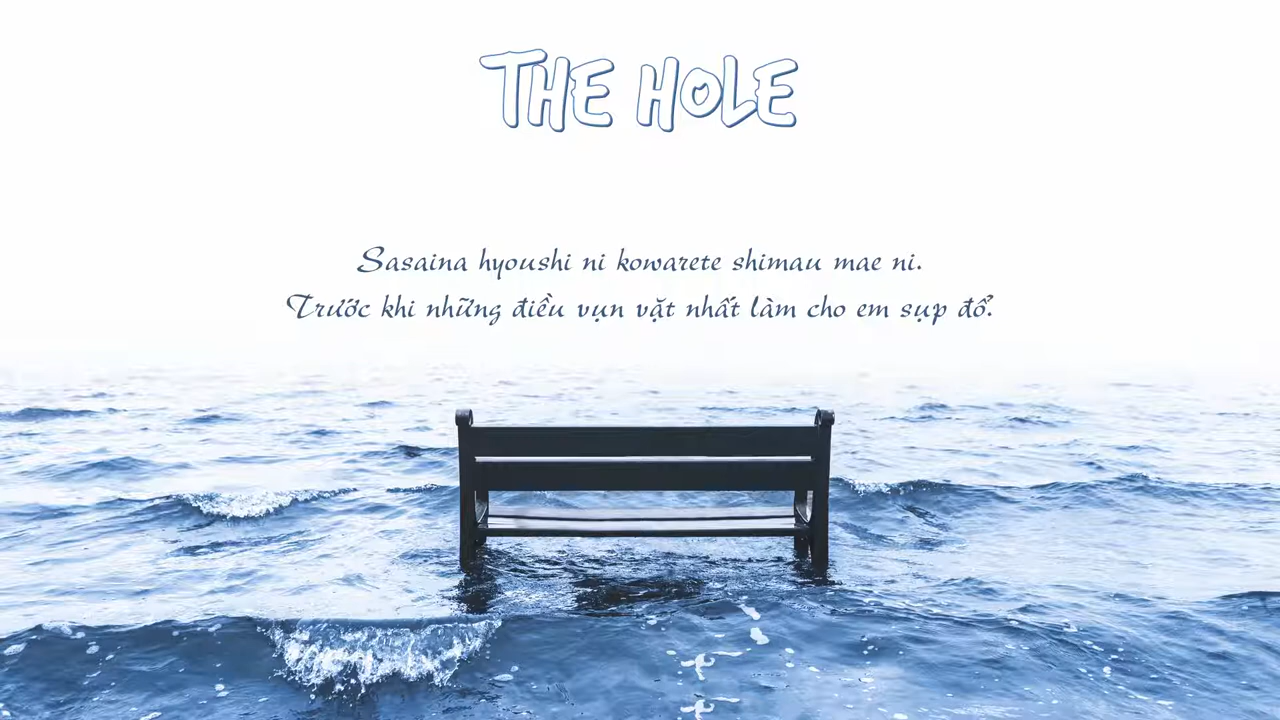 THE HOLE
Sasaina hyoushi ni kowarete shimau mae ni.
Trước khi những điều vụn vặt nhất làm cho em sụp đổ.